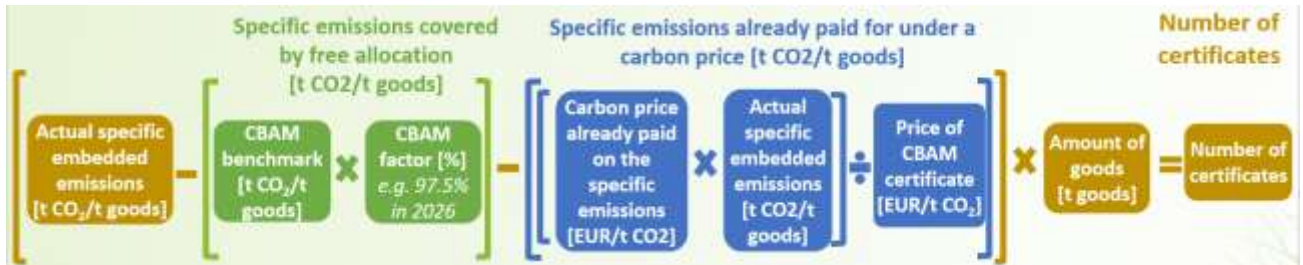 Specific emissions covered
by free allocation
[t CO2/t goods]
Specific emissions already paid for under a
carbon price [t CO2/t goods]
Number of
certificates
Actual specific
embedded
emissions
[t CO₂/t goods]
−
CBAM
benchmark
[t CO₂/t
goods]
×
CBAM
factor [%]
e.g. 97.5%
in 2026
−
Carbon price
already paid
on the
specific
emissions
[EUR/t CO2]
×
Actual
specific
embedded
emissions
[t CO2/t
goods]
÷
Price of
CBAM
certificate
[EUR/t CO₂]
×
Amount of
goods
[t goods]
=
Number of
certificates